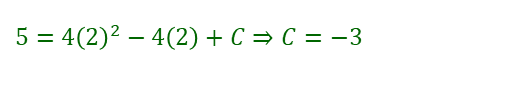 5 = 4(2)² − 4(2) + C ⇒ C = −3